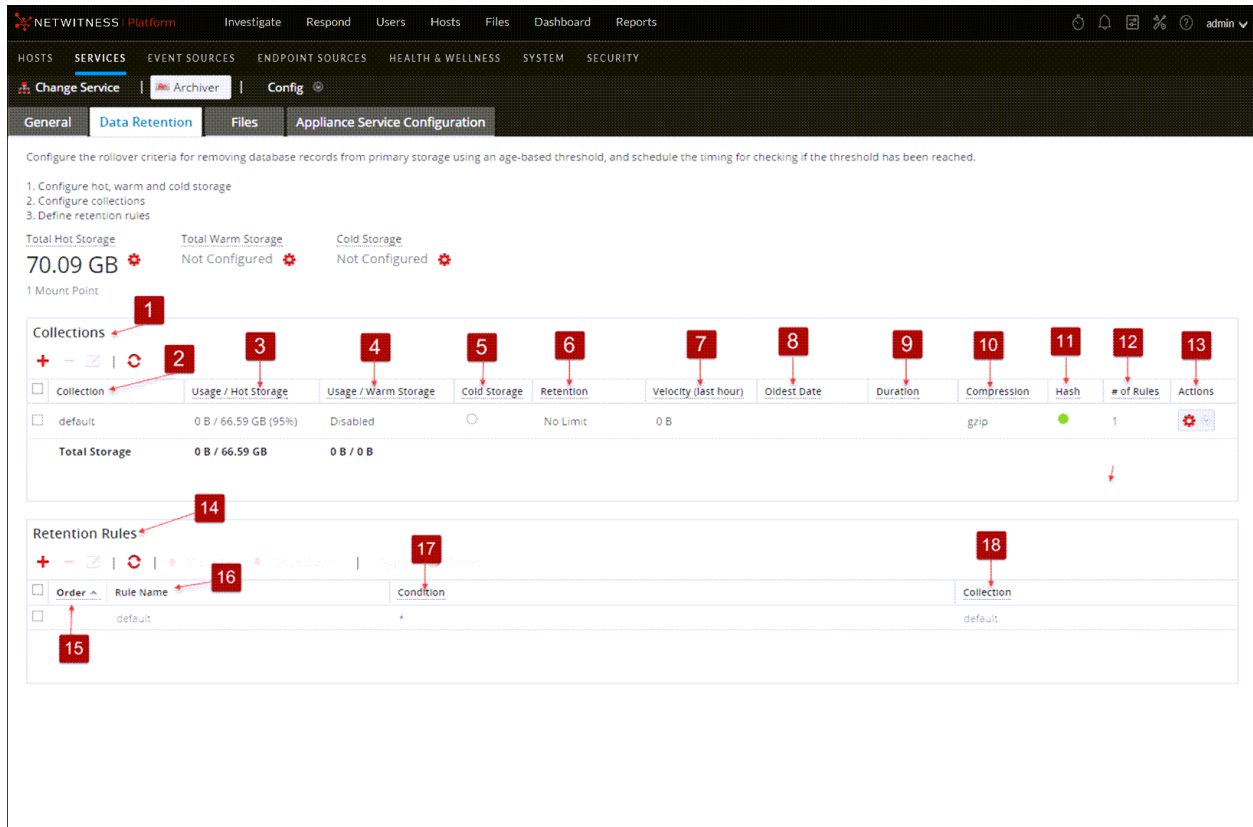 NETWITNESS | Platform Investigate Respond Users Hosts Files Dashboard Reports admin
HOSTS SERVICES EVENT SOURCES ENDPOINT SOURCES HEALTH & WELLNESS SYSTEM SECURITY
Change Service | Archiver | Config
General Data Retention Files Appliance Service Configuration
Configure the rollover criteria for removing database records from primary storage using an age-based threshold, and schedule the timing for checking if the threshold has been reached.
1. Configure hot, warm and cold storage
2. Configure collections
3. Define retention rules
Total Hot Storage Total Warm Storage Cold Storage
70.09 GB Not Configured Not Configured
1 Mount Point
1
Collections
2 3 4 5 6 7 8 9 10 11 12 13
Collection Usage / Hot Storage Usage / Warm Storage Cold Storage Retention Velocity (last hour) Oldest Date Duration Compression Hash # of Rules Actions
default 0 B / 66.59 GB (95%) Disabled No Limit 0 B gzip 1
Total Storage 0 B / 66.59 GB 0 B / 0 B
14
Retention Rules
16 17 18
Order Rule Name Condition Collection
default * default
15